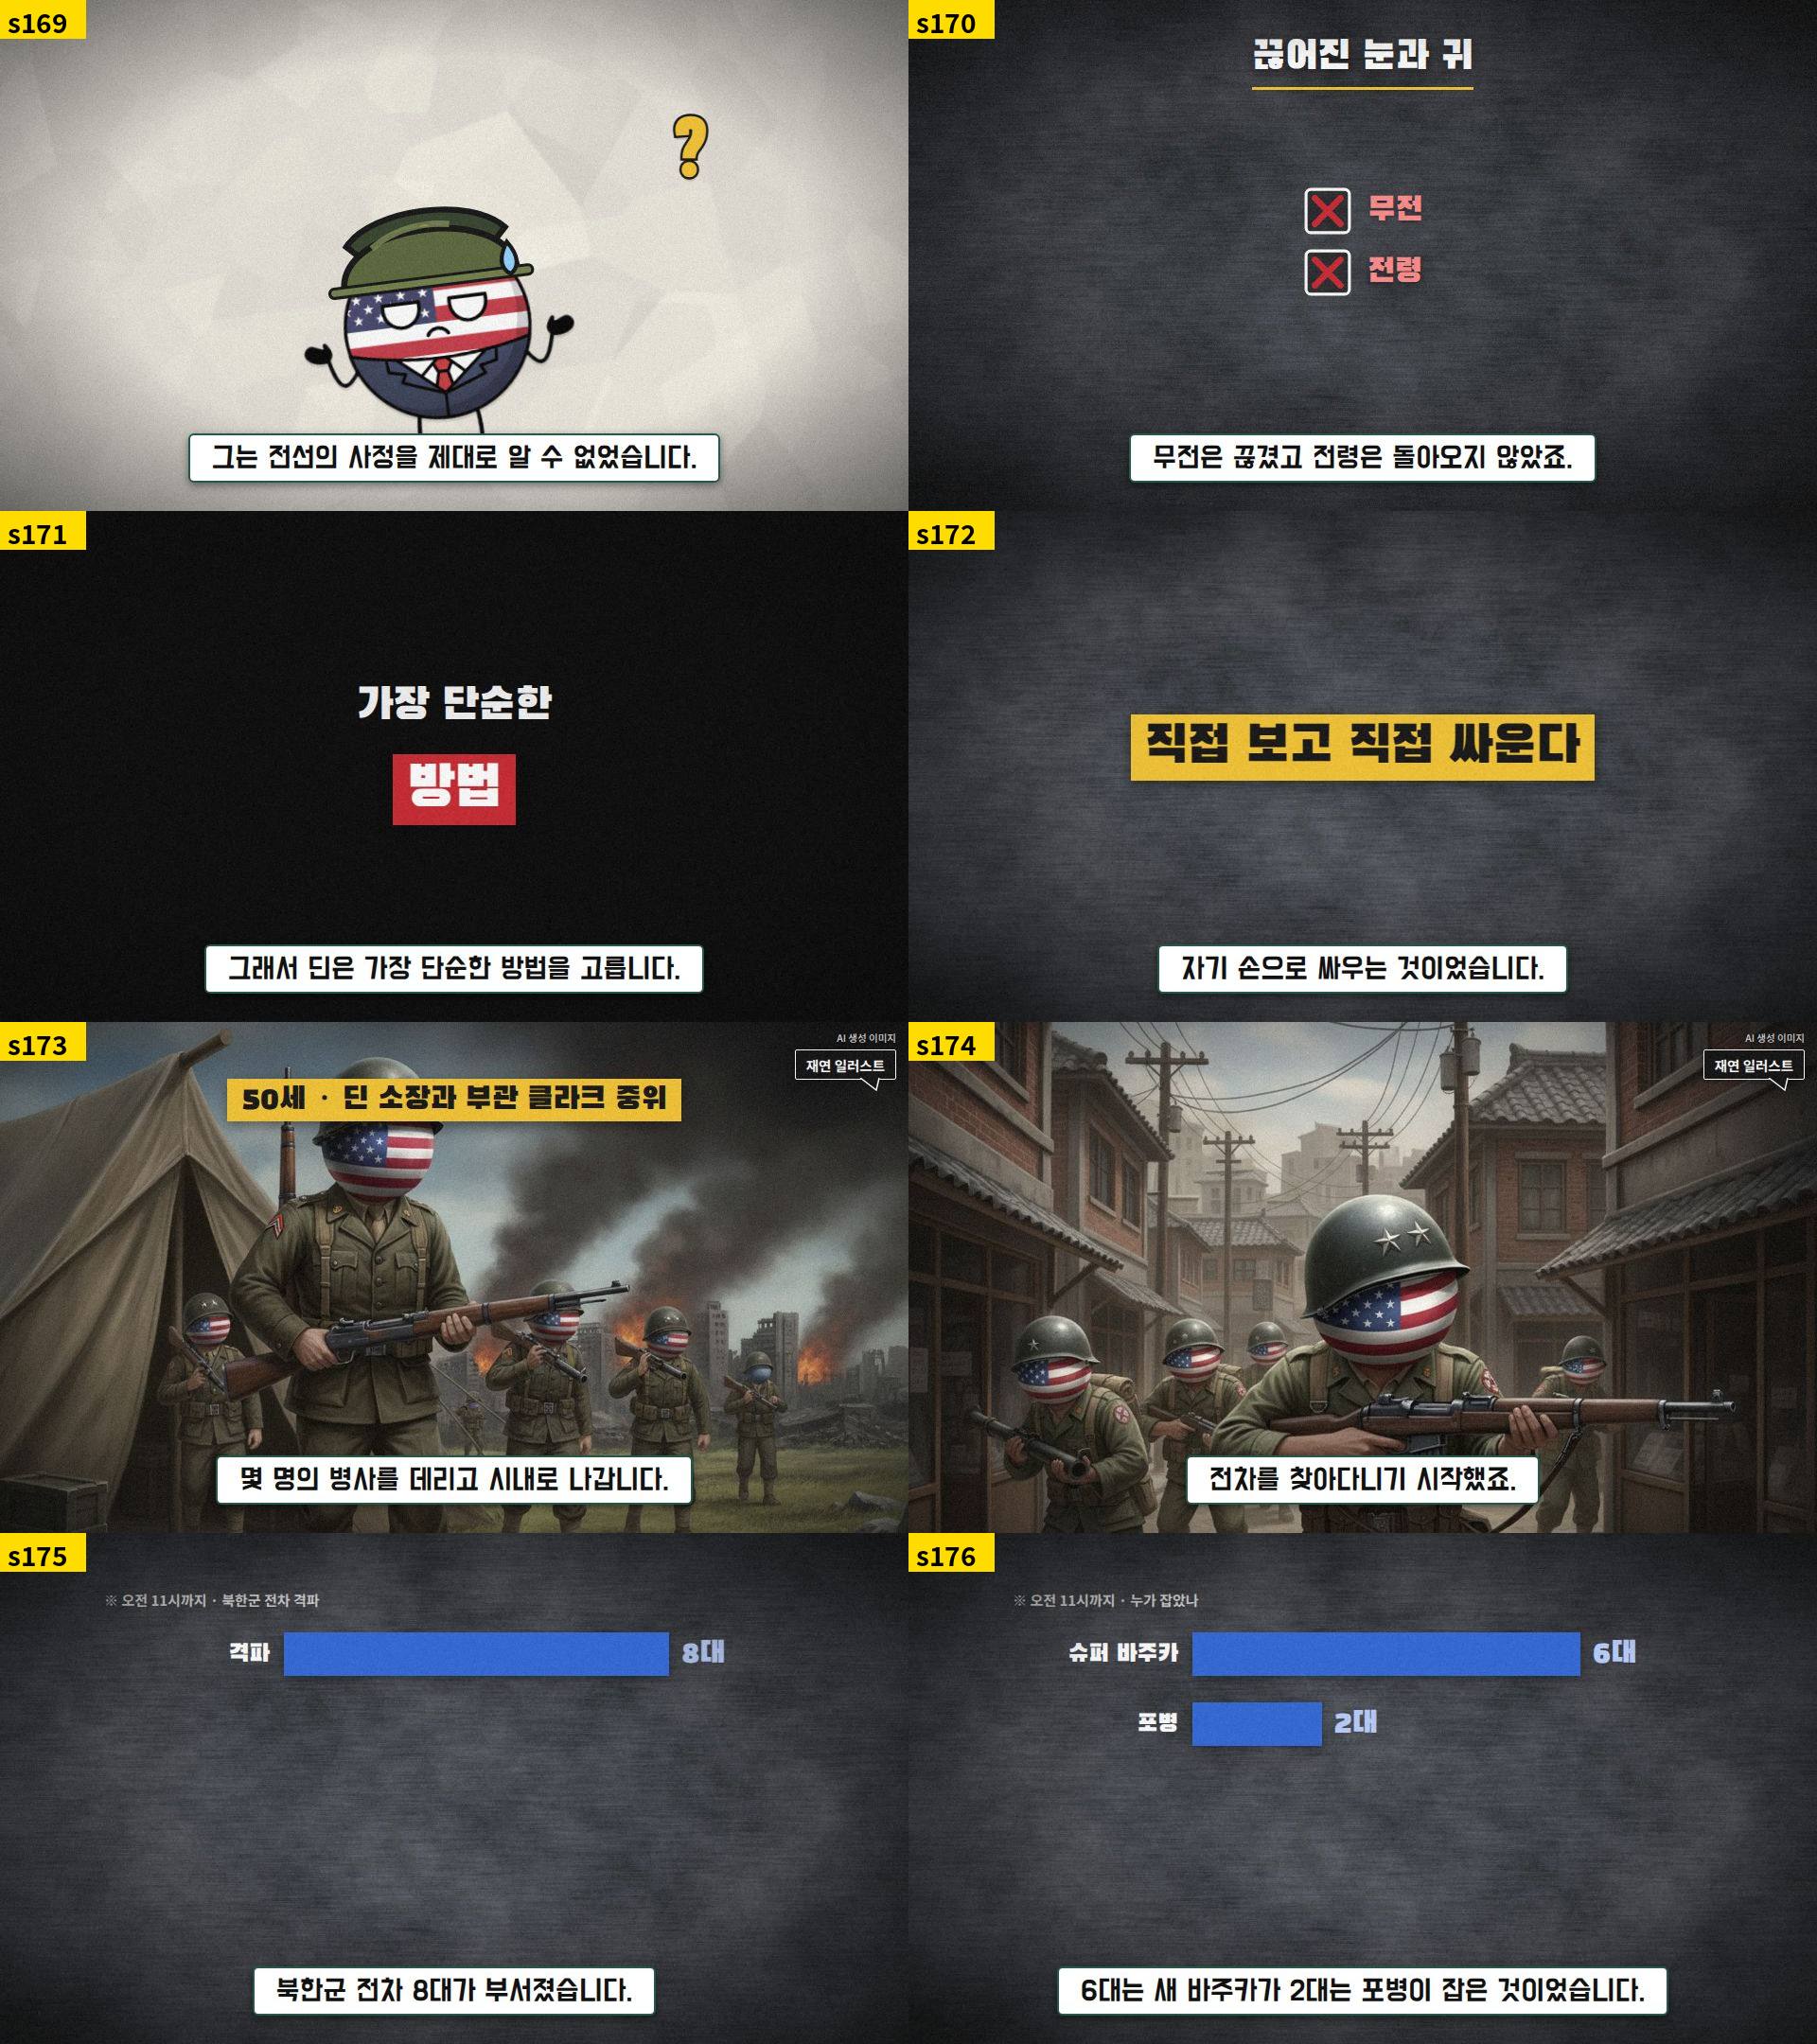 s169
?
그는 전선의 사정을 제대로 알 수 없었습니다.
s170
끊어진 눈과 귀
무전
전령
무전은 끊겼고 전령은 돌아오지 않았죠.
s171
가장 단순한
방법
그래서 딘은 가장 단순한 방법을 고릅니다.
s172
직접 보고 직접 싸운다
자기 손으로 싸우는 것이었습니다.
s173
AI 생성 이미지
재연 일러스트
50세 · 딘 소장과 부관 클라크 중위
몇 명의 병사를 데리고 시내로 나갑니다.
s174
AI 생성 이미지
재연 일러스트
전차를 찾아다니기 시작했죠.
s175
※ 오전 11시까지 · 북한군 전차 격파
격파 8대
북한군 전차 8대가 부서졌습니다.
s176
※ 오전 11시까지 · 누가 잡았나
슈퍼 바주카 6대
포병 2대
6대는 새 바주카가 2대는 포병이 잡은 것이었습니다.